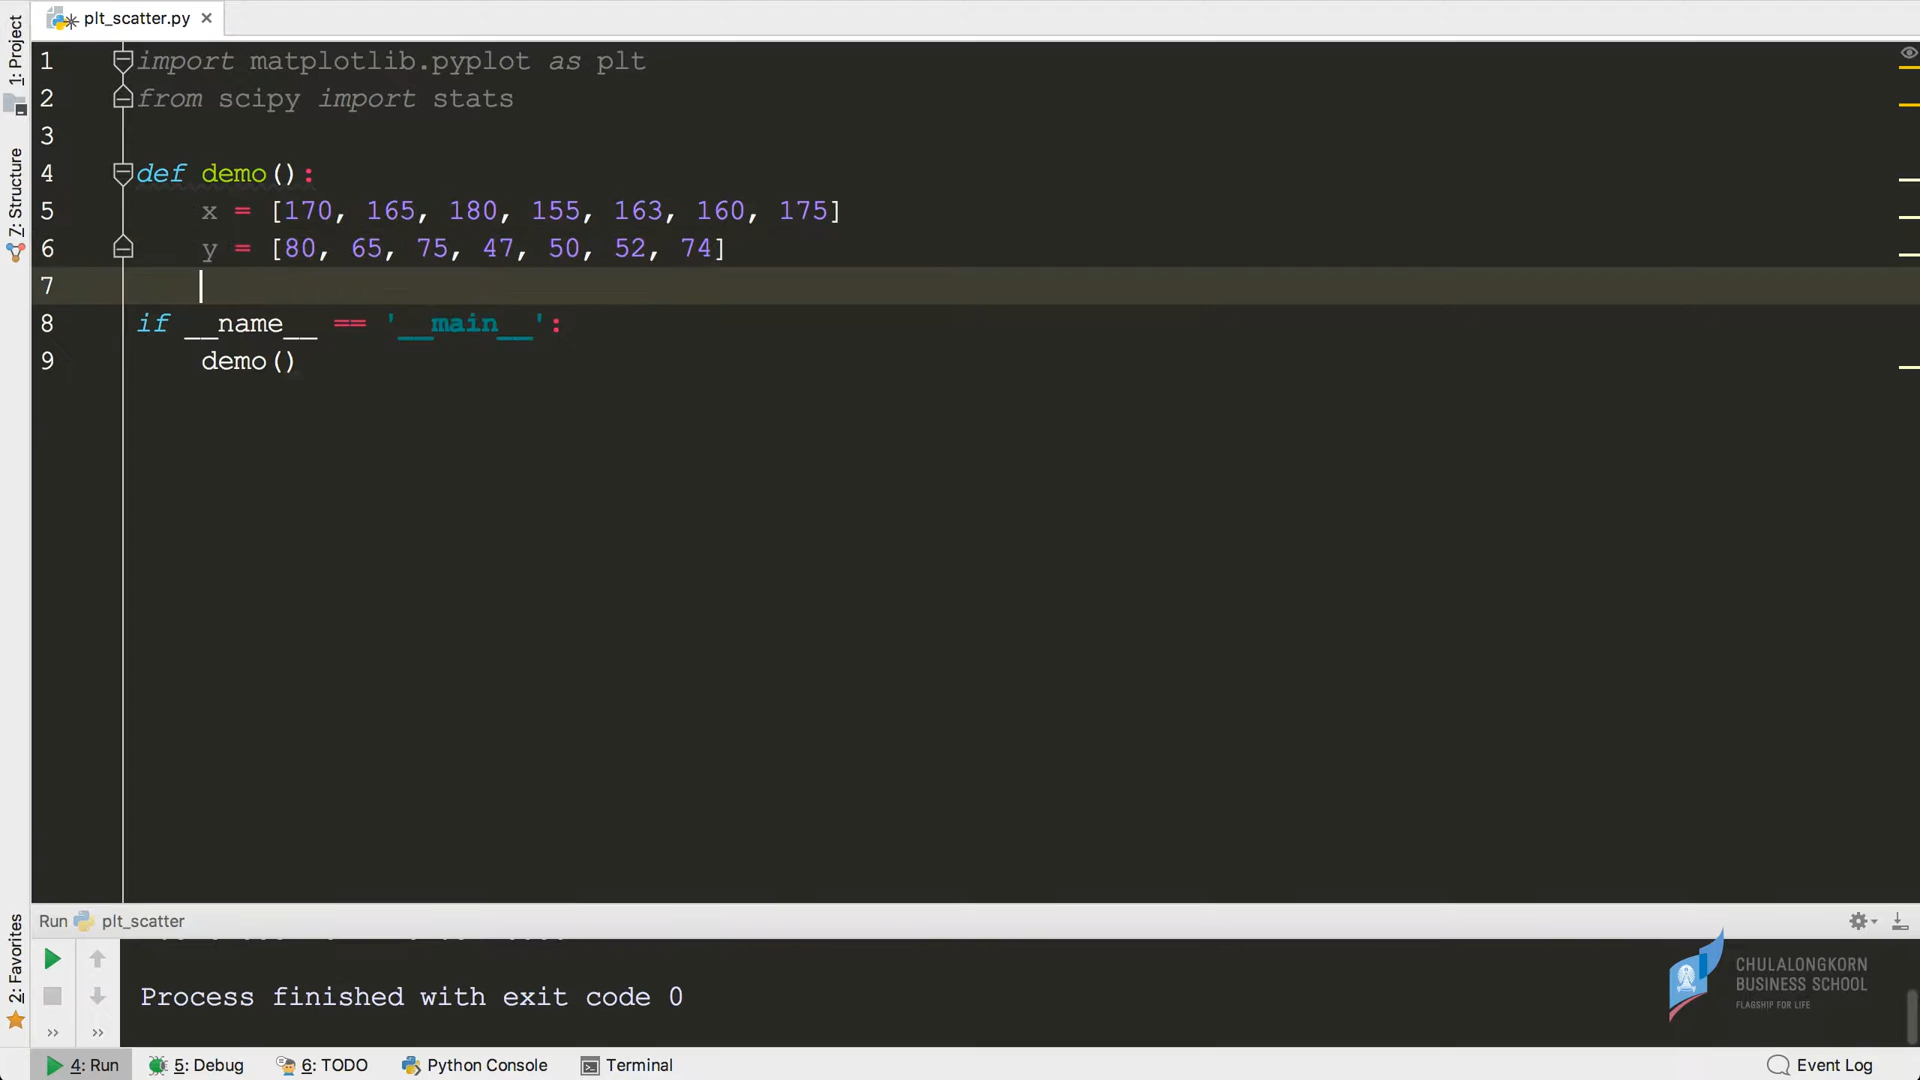 plt_scatter.py
1: Project
7: Structure
2: Favorites
1 import matplotlib.pyplot as plt
2 from scipy import stats
3
4 def demo():
5 x = [170, 165, 180, 155, 163, 160, 175]
6 y = [80, 65, 75, 47, 50, 52, 74]
7
8 if __name__ == '__main__':
9 demo()
Run plt_scatter
Process finished with exit code 0
CHULALONGKORN
BUSINESS SCHOOL
FLAGSHIP FOR LIFE
4: Run 5: Debug 6: TODO Python Console Terminal Event Log